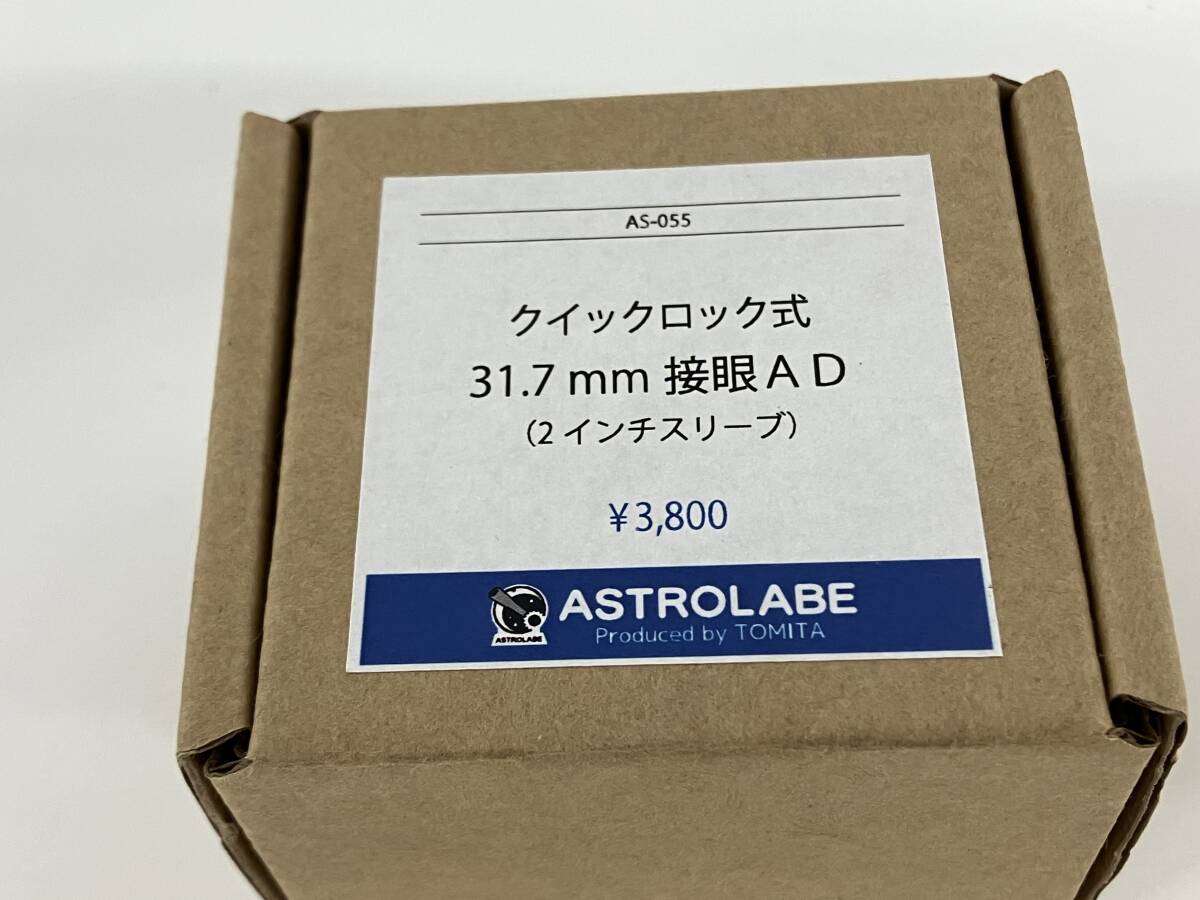 AS-055
クイックロック式
31.7 mm 接眼ＡＤ
（2 インチスリーブ）
¥3,800
ASTROLABE
ASTROLABE
Produced by TOMITA